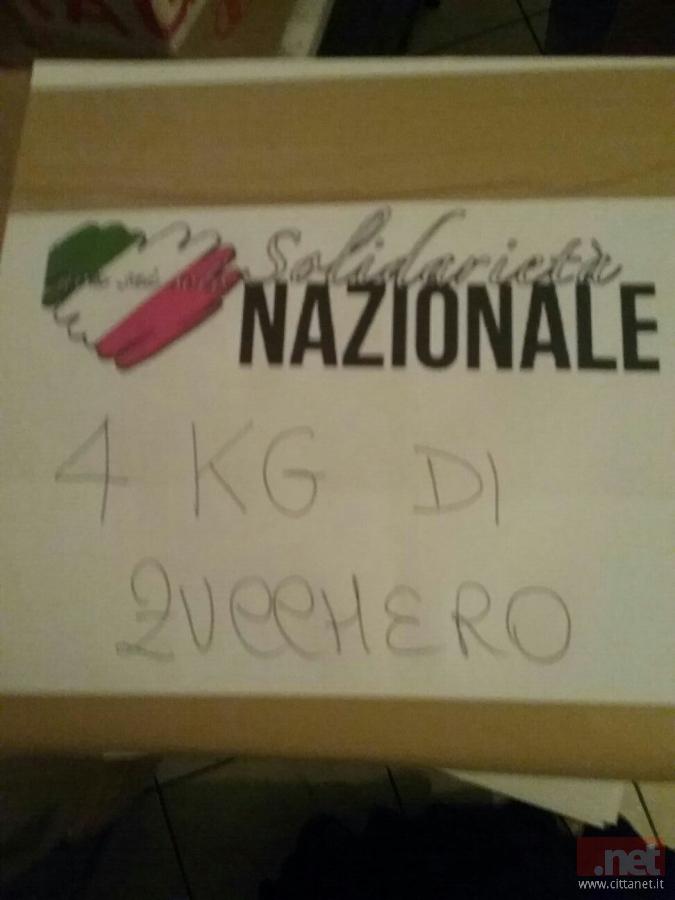 Solidarietà
NAZIONALE
4 KG DI
ZUCCHERO
.net
www.cittanet.it